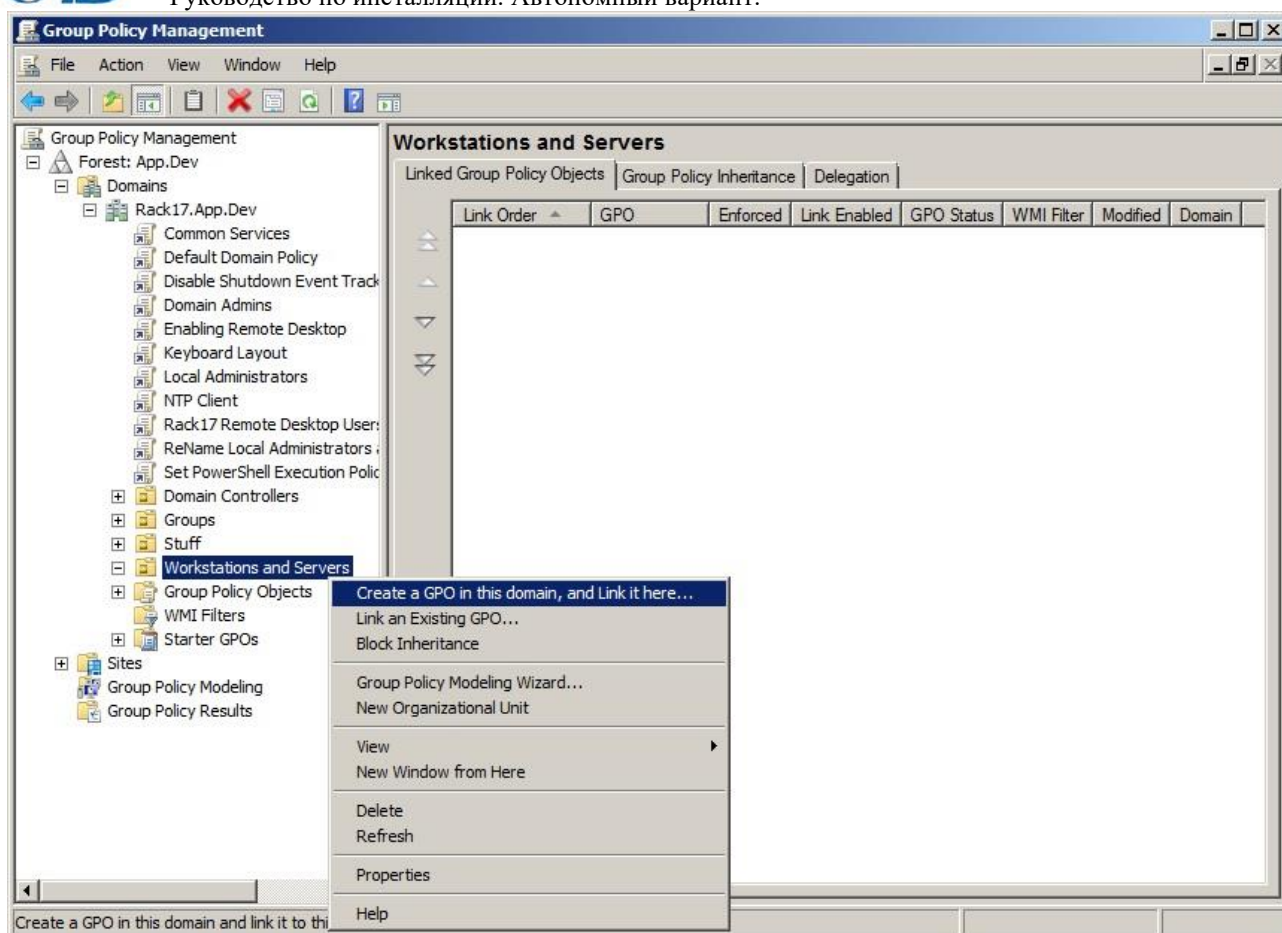 Руководство по инсталляции. Автономный вариант.
Group Policy Management
File Action View Window Help
Group Policy Management
Forest: App.Dev
Domains
Rack17.App.Dev
Common Services
Default Domain Policy
Disable Shutdown Event Track
Domain Admins
Enabling Remote Desktop
Keyboard Layout
Local Administrators
NTP Client
Rack17 Remote Desktop User
ReName Local Administrators
Set PowerShell Execution Polic
Domain Controllers
Groups
Stuff
Workstations and Servers
Group Policy Objects
WMI Filters
Starter GPOs
Sites
Group Policy Modeling
Group Policy Results
Workstations and Servers
Linked Group Policy Objects Group Policy Inheritance Delegation
Link Order GPO Enforced Link Enabled GPO Status WMI Filter Modified Domain
Create a GPO in this domain, and Link it here...
Link an Existing GPO...
Block Inheritance
Group Policy Modeling Wizard...
New Organizational Unit
View
New Window from Here
Delete
Refresh
Properties
Help
Create a GPO in this domain and link it to thi